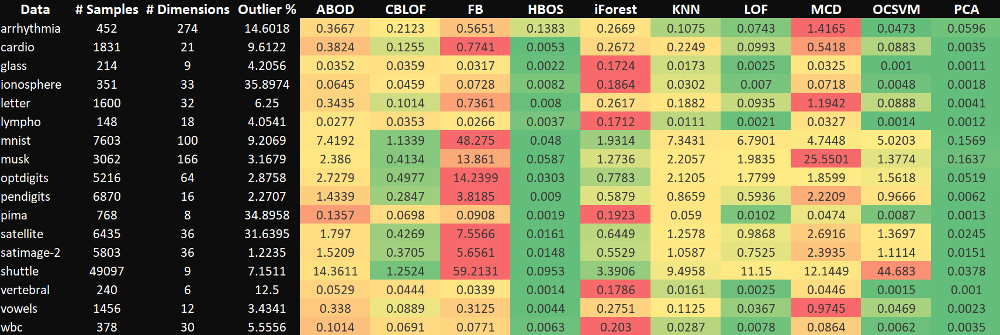 Data # Samples # Dimensions Outlier % ABOD CBLOF FB HBOS iForest KNN LOF MCD OCSVM PCA
arrhythmia 452 274 14.6018 0.3667 0.2123 0.5651 0.1383 0.2669 0.1075 0.0743 1.4165 0.0473 0.0596
cardio 1831 21 9.6122 0.3824 0.1255 0.7741 0.0053 0.2672 0.2249 0.0993 0.5418 0.0883 0.0035
glass 214 9 4.2056 0.0352 0.0359 0.0317 0.0022 0.1724 0.0173 0.0025 0.0325 0.001 0.0011
ionosphere 351 33 35.8974 0.0645 0.0459 0.0728 0.0082 0.1864 0.0302 0.007 0.0718 0.0048 0.0018
letter 1600 32 6.25 0.3435 0.1014 0.7361 0.008 0.2617 0.1882 0.0935 1.1942 0.0888 0.0041
lympho 148 18 4.0541 0.0277 0.0353 0.0266 0.0037 0.1712 0.0111 0.0021 0.0327 0.0014 0.0012
mnist 7603 100 9.2069 7.4192 1.1339 48.275 0.048 1.9314 7.3431 6.7901 4.7448 5.0203 0.1569
musk 3062 166 3.1679 2.386 0.4134 13.861 0.0587 1.2736 2.2057 1.9835 25.5501 1.3774 0.1637
optdigits 5216 64 2.8758 2.7279 0.4977 14.2399 0.0303 0.7783 2.1205 1.7799 1.8599 1.5618 0.0519
pendigits 6870 16 2.2707 1.4339 0.2847 3.8185 0.009 0.5879 0.8659 0.5936 2.2209 0.9666 0.0062
pima 768 8 34.8958 0.1357 0.0698 0.0908 0.0019 0.1923 0.059 0.0102 0.0474 0.0087 0.0013
satellite 6435 36 31.6395 1.797 0.4269 7.5566 0.0161 0.6449 1.2578 0.9868 2.6916 1.3697 0.0245
satimage-2 5803 36 1.2235 1.5209 0.3705 5.6561 0.0148 0.5529 1.0587 0.7525 2.3935 1.1114 0.0151
shuttle 49097 9 7.1511 14.3611 1.2524 59.2131 0.0953 3.3906 9.4958 11.15 12.1449 44.683 0.0378
vertebral 240 6 12.5 0.0529 0.0444 0.0339 0.0014 0.1786 0.0161 0.0025 0.0446 0.0015 0.001
vowels 1456 12 3.4341 0.338 0.0889 0.3125 0.0044 0.2751 0.1125 0.0367 0.9745 0.0469 0.0023
wbc 378 30 5.5556 0.1014 0.0691 0.0771 0.0063 0.203 0.0287 0.0078 0.0864 0.0062 0.0035